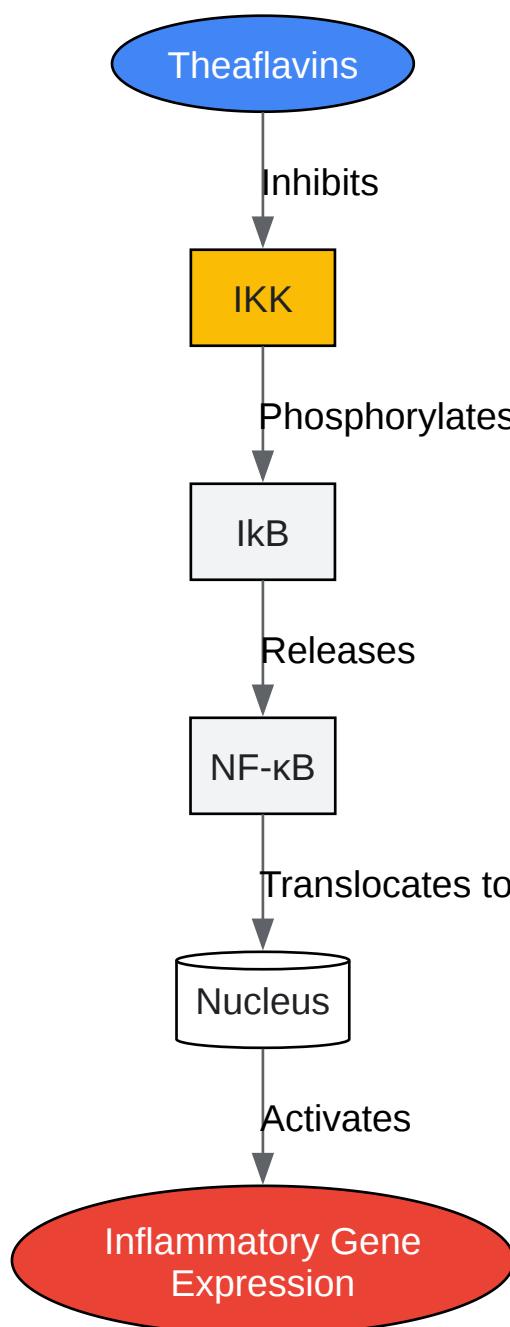 Theaflavins
Inhibits
IKK
Phosphorylates
IkB
Releases
NF-κB
Translocates to
Nucleus
Activates
Inflammatory Gene
Expression